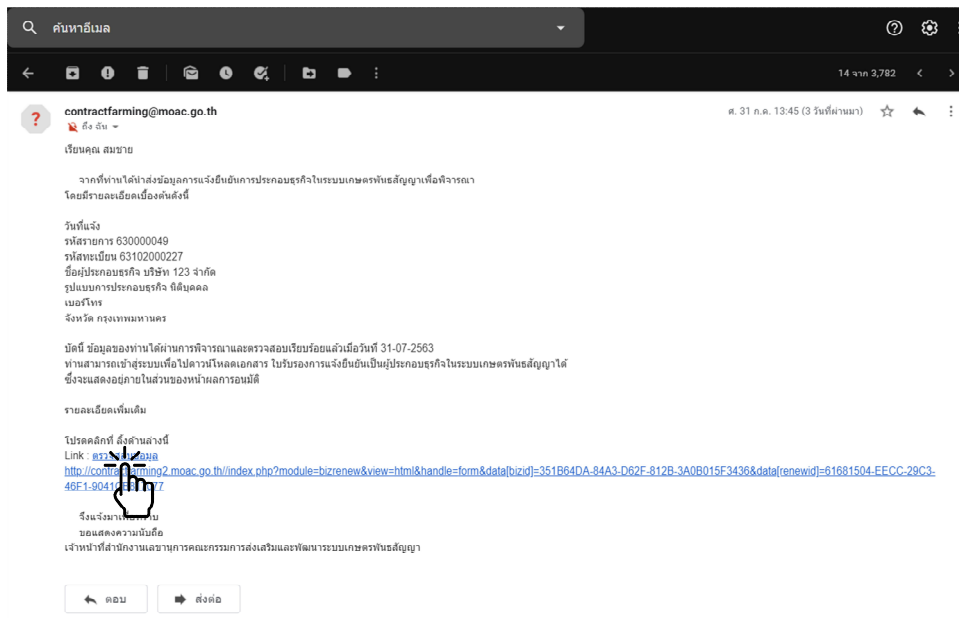 ค้นหาอีเมล
14 จาก 3,782
contractfarming@moac.go.th
ศ. 31 ก.ค. 13:45 (3 วันที่ผ่านมา)
ถึง ฉัน
เรียนคุณ สมชาย
จากที่ท่านได้นำส่งข้อมูลการแจ้งยืนยันการประกอบธุรกิจในระบบเกษตรพันธสัญญาเพื่อพิจารณา
โดยมีรายละเอียดเบื้องต้นดังนี้
วันที่แจ้ง
รหัสรายการ 630000049
รหัสทะเบียน 63102000227
ชื่อผู้ประกอบธุรกิจ บริษัท 123 จำกัด
รูปแบบการประกอบธุรกิจ นิติบุคคล
เบอร์โทร
จังหวัด กรุงเทพมหานคร
บัดนี้ ข้อมูลของท่านได้ผ่านการพิจารณาและตรวจสอบเรียบร้อยแล้วเมื่อวันที่ 31-07-2563
ท่านสามารถเข้าสู่ระบบเพื่อไปดาวน์โหลดเอกสาร ใบรับรองการแจ้งยืนยันเป็นผู้ประกอบธุรกิจในระบบเกษตรพันธสัญญาได้
ซึ่งจะแสดงอยู่ภายในส่วนของหน้าผลการอนุมัติ
รายละเอียดเพิ่มเติม
โปรดคลิกที่ ลิ้งด้านล่างนี้
Link : ตรวจสอบข้อมูล
http://contractfarming2.moac.go.th//index.php?module=bizrenew&view=html&handle=form&data[bizid]=351B64DA-84A3-D62F-812B-3A0B015F3436&data[renewid]=61681504-EECC-29C3-
46F1-9041
จึงแจ้งมาเพื่อทราบ
ขอแสดงความนับถือ
เจ้าหน้าที่สำนักงานเลขานุการคณะกรรมการส่งเสริมและพัฒนาระบบเกษตรพันธสัญญา
ตอบ
ส่งต่อ